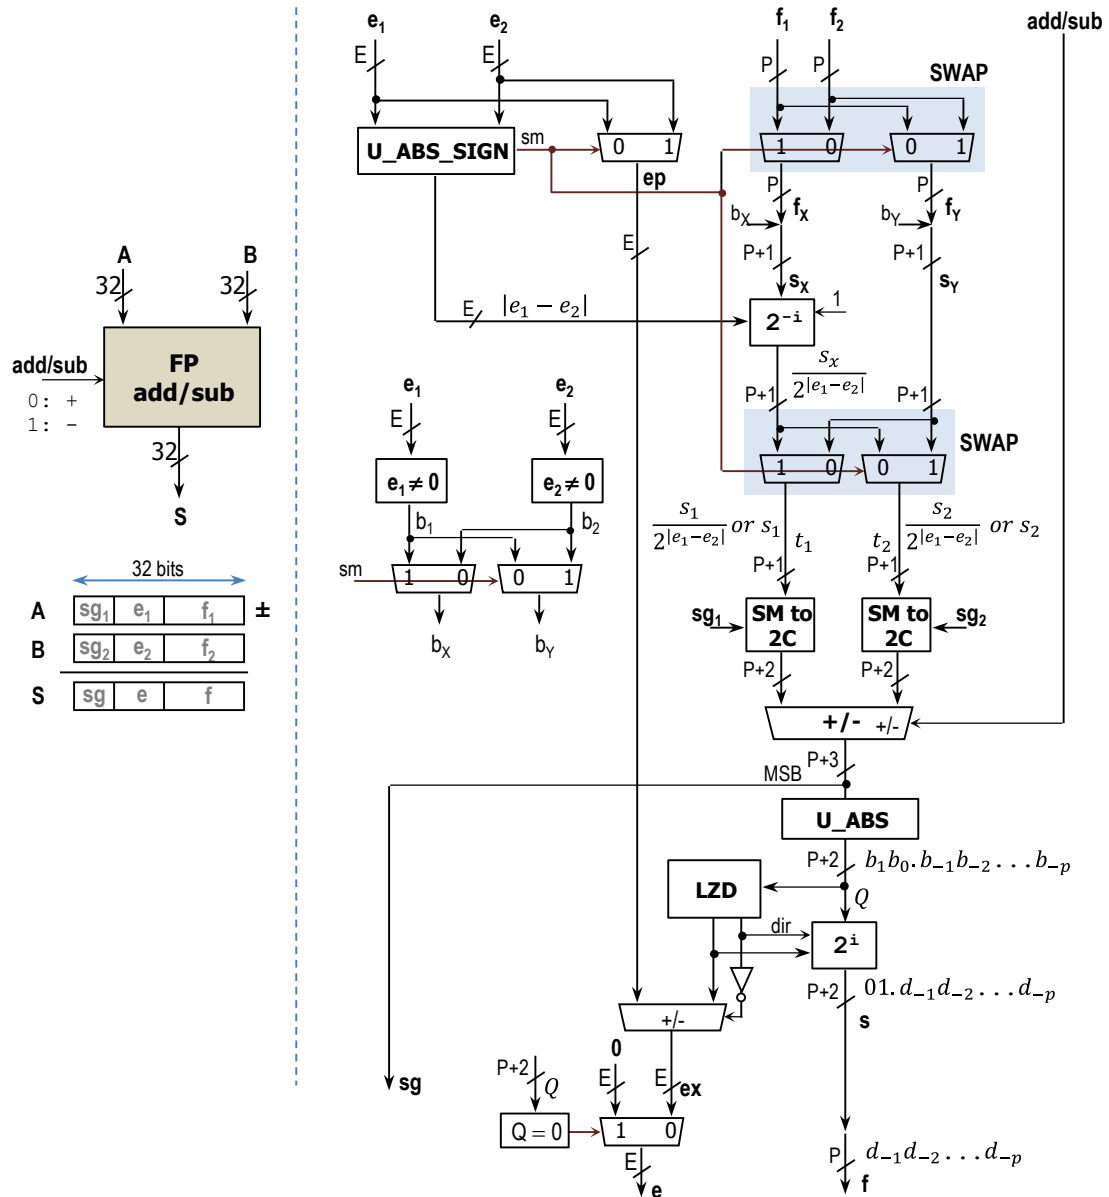 A B
32 32
add/sub
0: +
1: −
FP
add/sub
32
S
32 bits
A sg1 e1 f1 ±
B sg2 e2 f2
S sg e f
e1 e2 f1 f2 add/sub
E E P P
SWAP
U_ABS_SIGN
sm
0 1
1 0
0 1
ep
P P
bX fX bY fY
E
P+1 P+1
sX sY
E |e1 − e2|
2^-i
1
sx / 2^|e1−e2|
P+1 P+1
e1 e2
E E
e1 ≠ 0 e2 ≠ 0
b1 b2
sm
1 0
0 1
bX bY
SWAP
1 0
0 1
s1 / 2^|e1−e2| or s1
t1
s2 / 2^|e1−e2| or s2
t2
P+1 P+1
sg1
SM to
2C
SM to
2C
sg2
P+2 P+2
+/- +/-
P+3
MSB
U_ABS
P+2 b1b0.b−1b−2...b−p
LZD
Q
dir
2^i
P+2 01.d−1d−2...d−p
s
+/-
0
P+2 Q
E E ex
sg
Q = 0
1 0
E
e
P d−1d−2...d−p
f